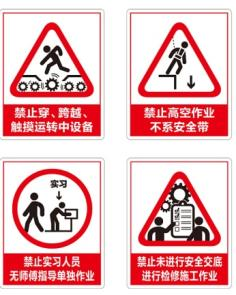 禁止穿、跨越、
触摸运转中设备
禁止高空作业
不系安全带
实习
禁止实习人员
无师傅指导单独作业
禁止未进行安全交底
进行检修施工作业